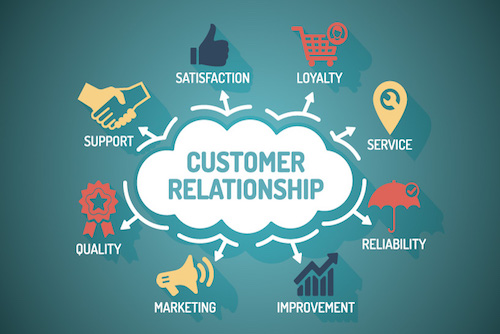 SATISFACTION
LOYALTY
SUPPORT
SERVICE
CUSTOMER
RELATIONSHIP
QUALITY
RELIABILITY
MARKETING
IMPROVEMENT